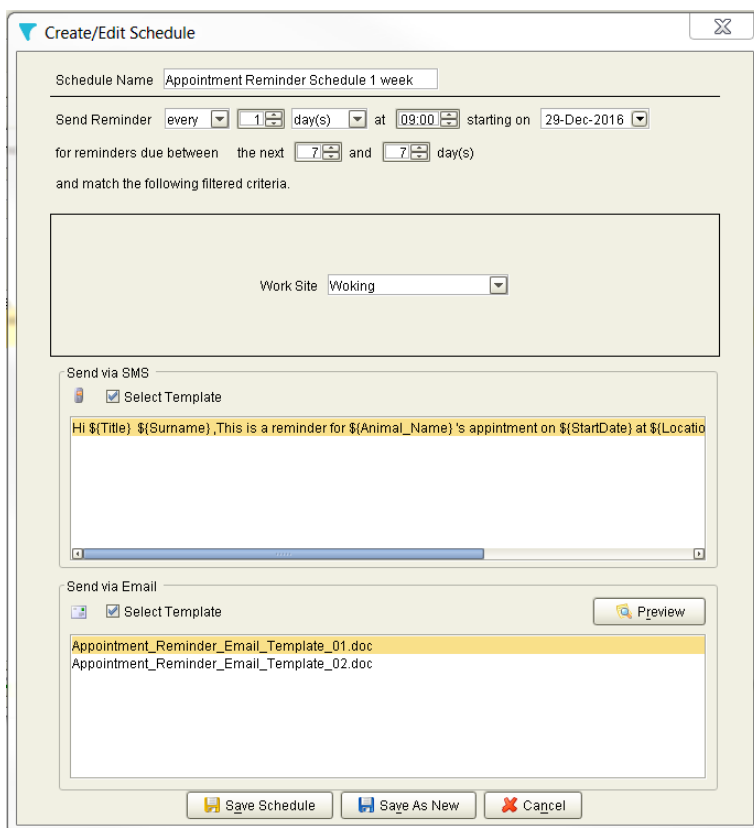 Create/Edit Schedule
Schedule Name Appointment Reminder Schedule 1 week
Send Reminder every 1 day(s) at 09:00 starting on 29-Dec-2016
for reminders due between the next 7 and 7 day(s)
and match the following filtered criteria.
Work Site Woking
Send via SMS
Select Template
Hi ${Title} ${Surname} ,This is a reminder for ${Animal_Name} 's appintment on ${StartDate} at ${Locatio
Send via Email
Select Template Preview
Appointment_Reminder_Email_Template_01.doc
Appointment_Reminder_Email_Template_02.doc
Save Schedule Save As New Cancel